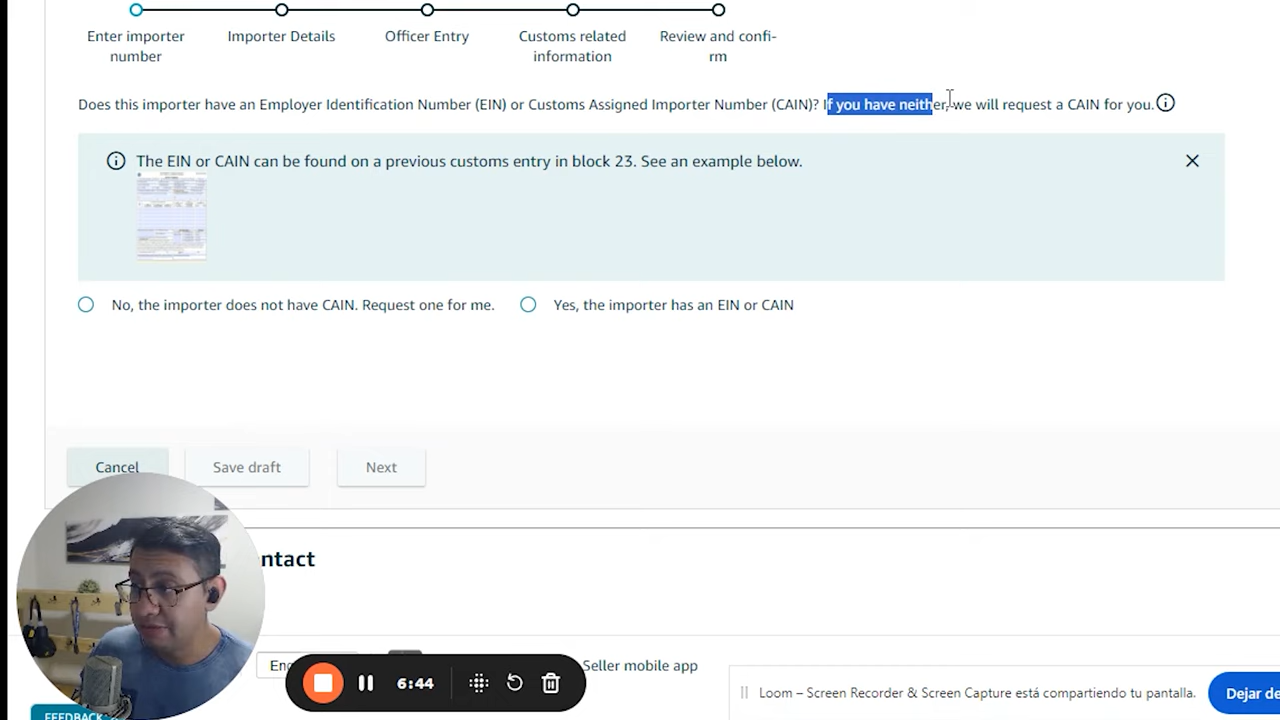 Enter importer
number
Importer Details
Officer Entry
Customs related
information
Review and confi-
rm
Does this importer have an Employer Identification Number (EIN) or Customs Assigned Importer Number (CAIN)? If you have neither, we will request a CAIN for you.
The EIN or CAIN can be found on a previous customs entry in block 23. See an example below.
No, the importer does not have CAIN. Request one for me.
Yes, the importer has an EIN or CAIN
Cancel
Save draft
Next
ontact
Eng
Seller mobile app
6:44
Loom – Screen Recorder & Screen Capture está compartiendo tu pantalla.
Dejar de
FEEDBACK